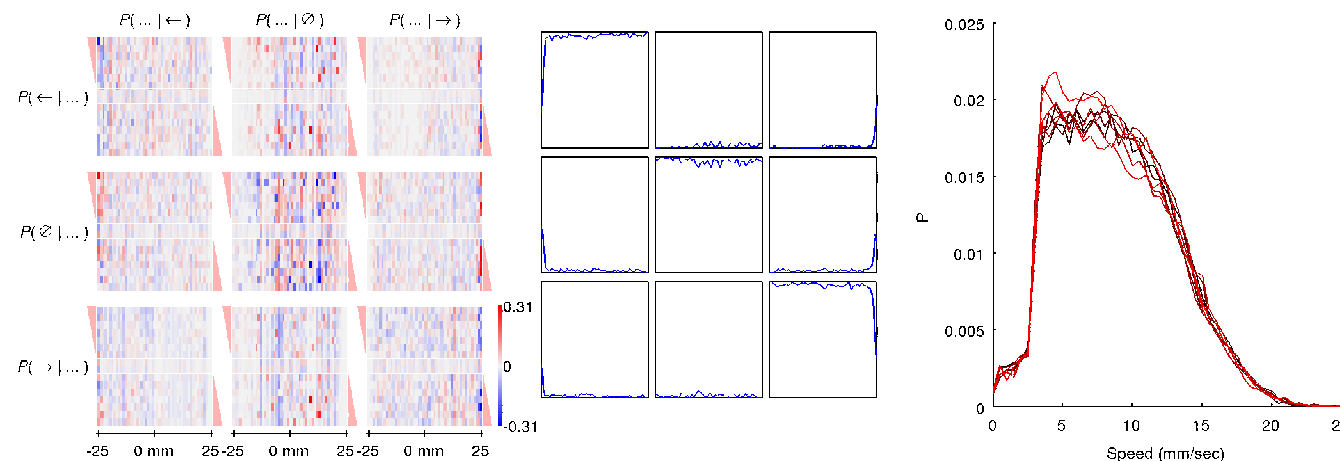 P( ... | ← ) P( ... | ∅ ) P( ... | → )
P( ← | ... )
P( ∅ | ... )
P( → | ... )
0.31
0
-0.31
-25 0 mm 25 -25 0 mm 25 -25 0 mm 25
0.025
0.02
0.015
0.01
0.005
0
P
0 5 10 15 20
Speed (mm/sec)